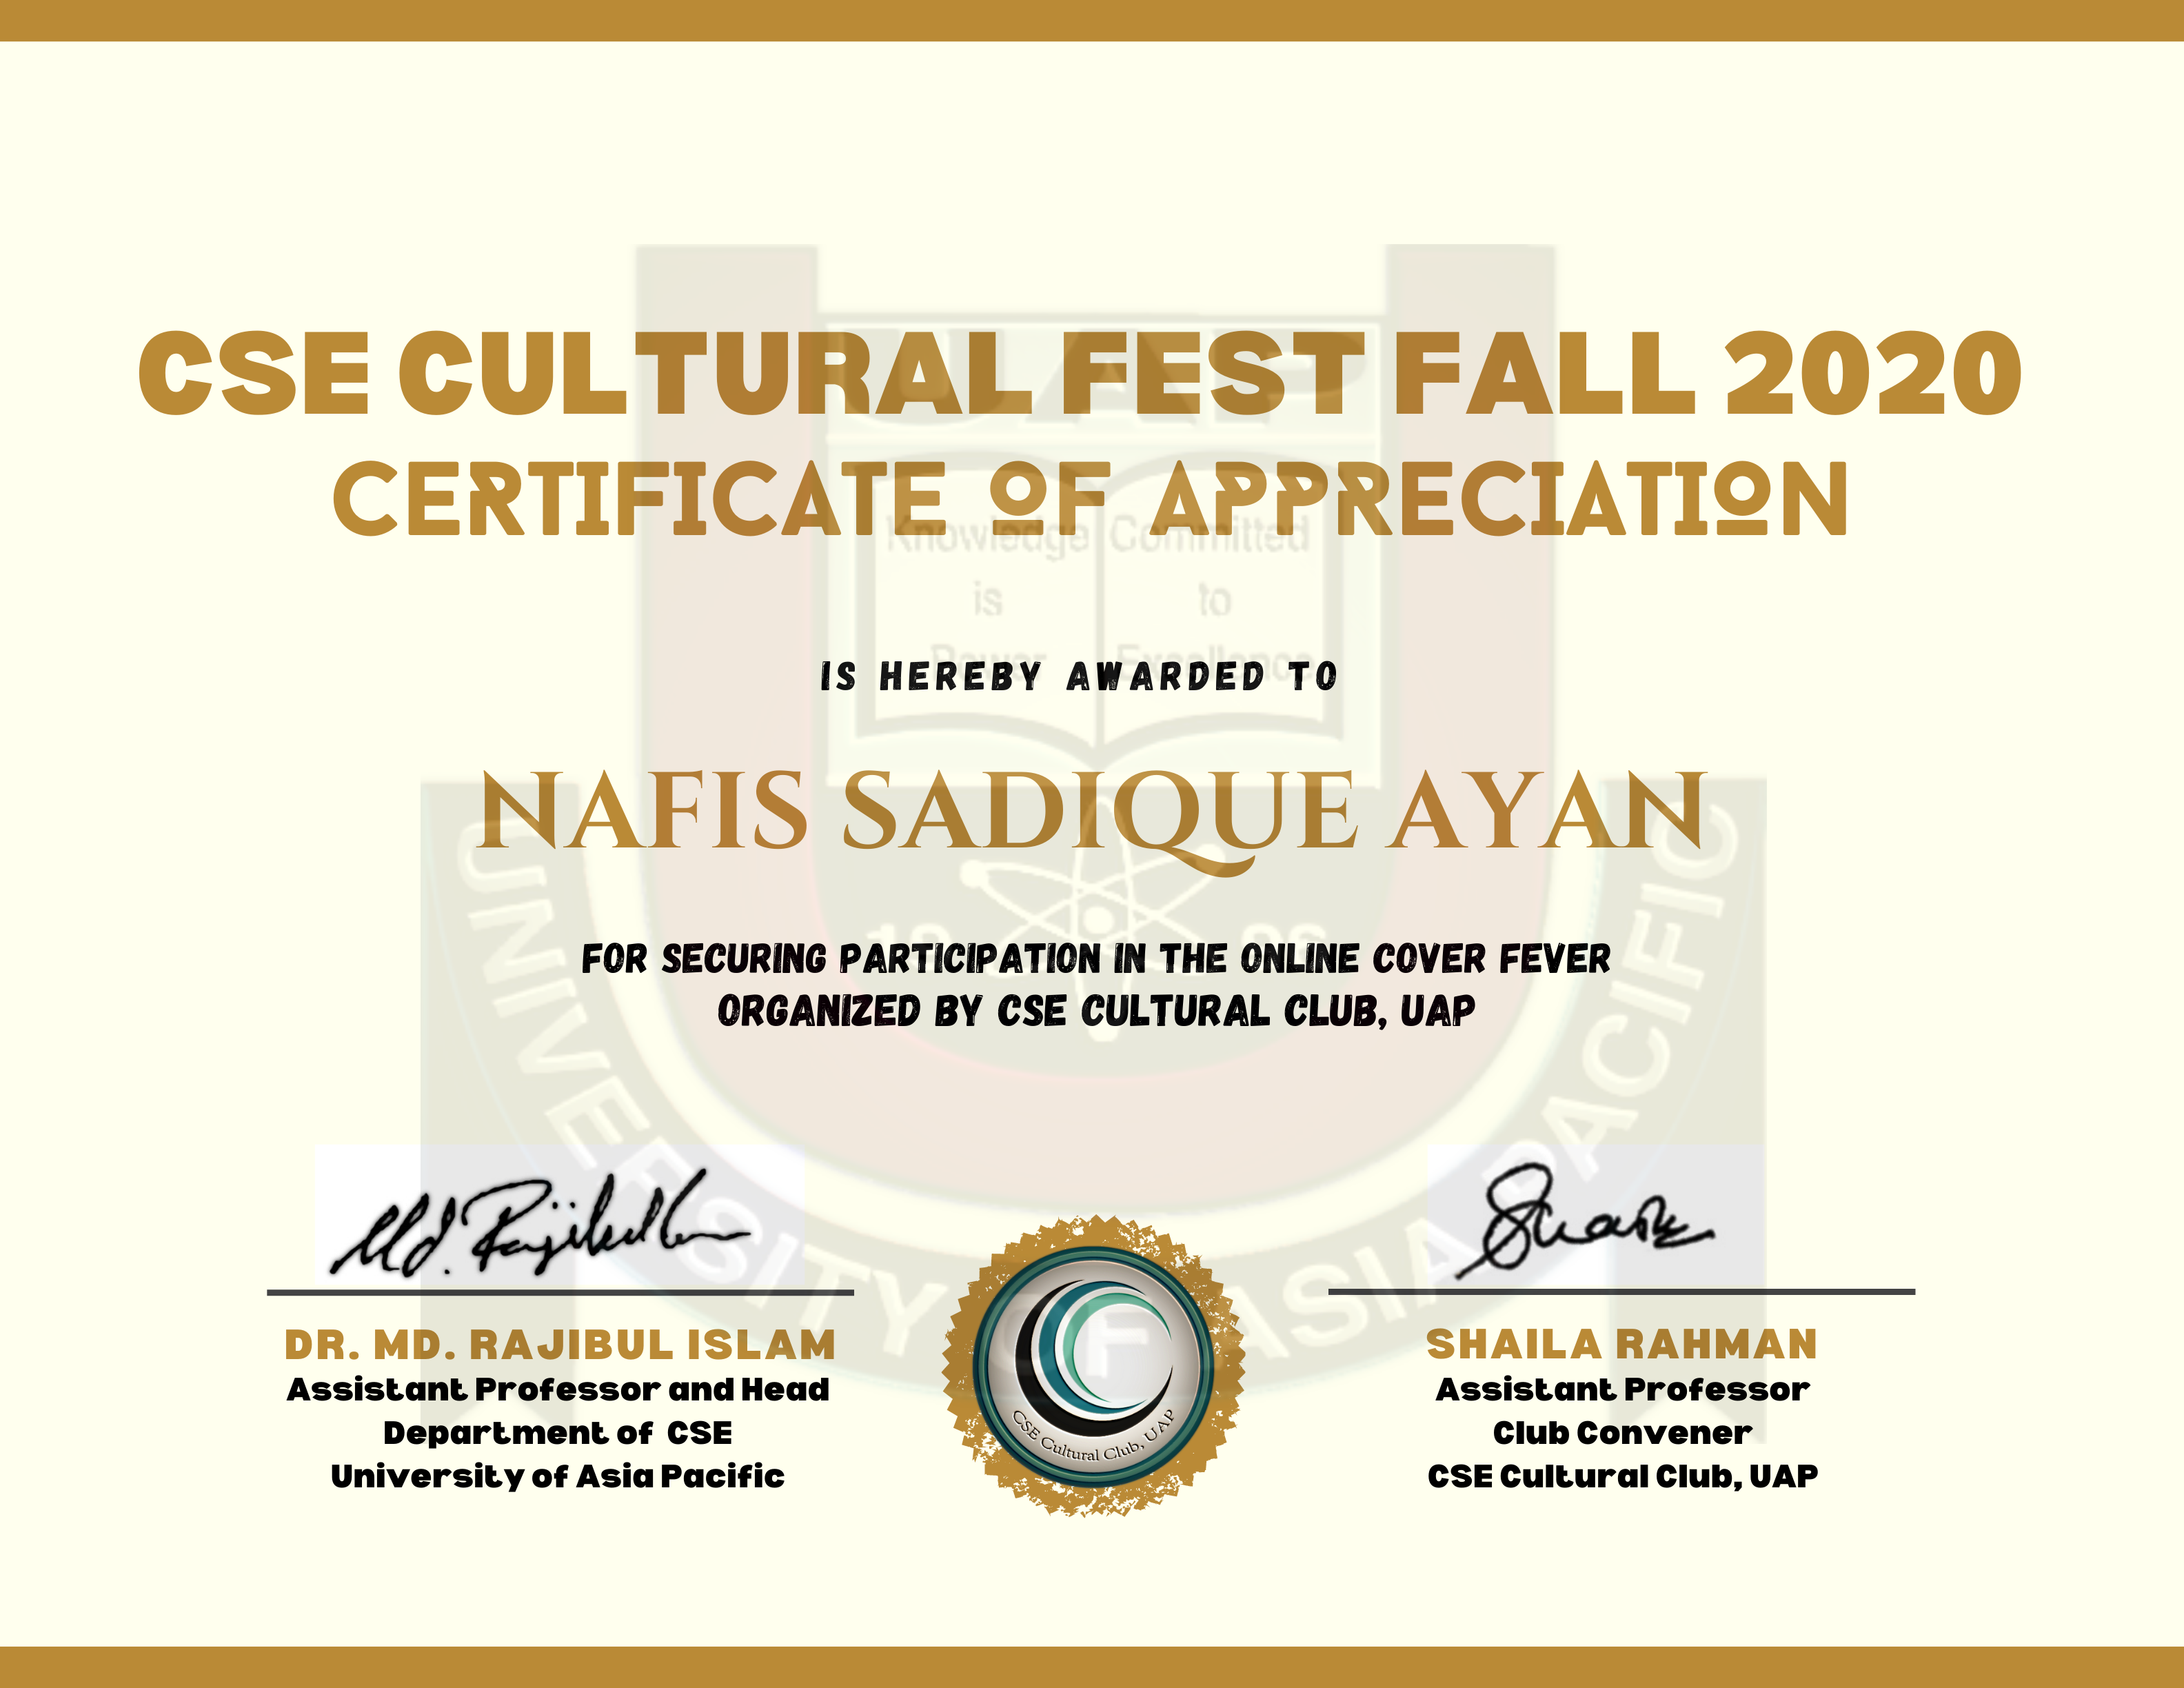 CSE CULTURAL FEST FALL 2020
CERTIFICATE OF APPRECIATION
Knowledge is Power
Committed to Excellence
IS HEREBY AWARDED TO
NAFIS SADIQUE AYAN
FOR SECURING PARTICIPATION IN THE ONLINE COVER FEVER
ORGANIZED BY CSE CULTURAL CLUB, UAP
UNIVERSITY OF ASIA PACIFIC
Md. Rajibul
DR. MD. RAJIBUL ISLAM
Assistant Professor and Head
Department of CSE
University of Asia Pacific
CSE Cultural Club, UAP
SHAILA RAHMAN
Assistant Professor
Club Convener
CSE Cultural Club, UAP